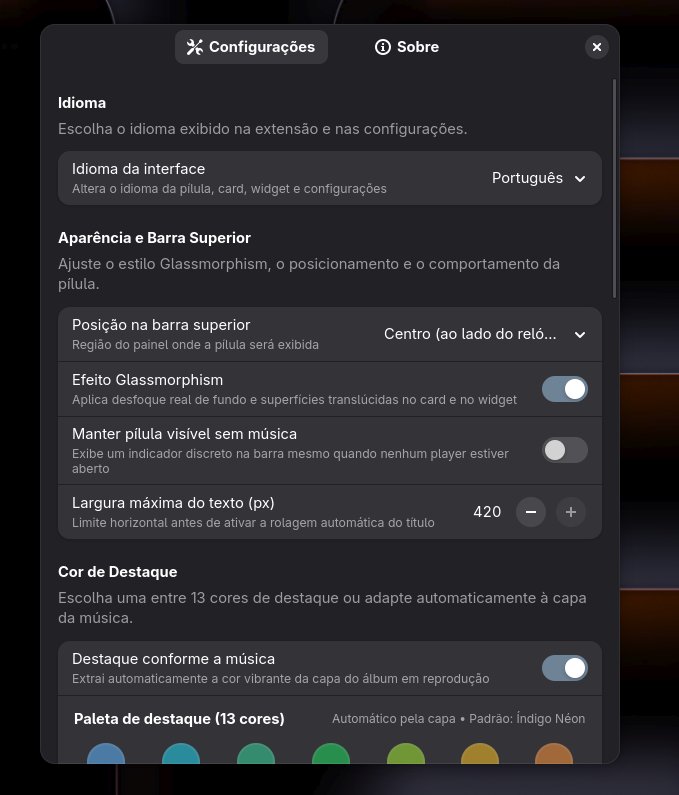 Configurações
Sobre
Idioma
Escolha o idioma exibido na extensão e nas configurações.
Idioma da interface
Altera o idioma da pílula, card, widget e configurações
Português
Aparência e Barra Superior
Ajuste o estilo Glassmorphism, o posicionamento e o comportamento da
pílula.
Posição na barra superior
Região do painel onde a pílula será exibida
Centro (ao lado do reló...
Efeito Glassmorphism
Aplica desfoque real de fundo e superfícies translúcidas no card e no widget
Manter pílula visível sem música
Exibe um indicador discreto na barra mesmo quando nenhum player estiver
aberto
Largura máxima do texto (px)
Limite horizontal antes de ativar a rolagem automática do título
420
Cor de Destaque
Escolha uma entre 13 cores de destaque ou adapte automaticamente à capa
da música.
Destaque conforme a música
Extrai automaticamente a cor vibrante da capa do álbum em reprodução
Paleta de destaque (13 cores)
Automático pela capa • Padrão: Índigo Néon